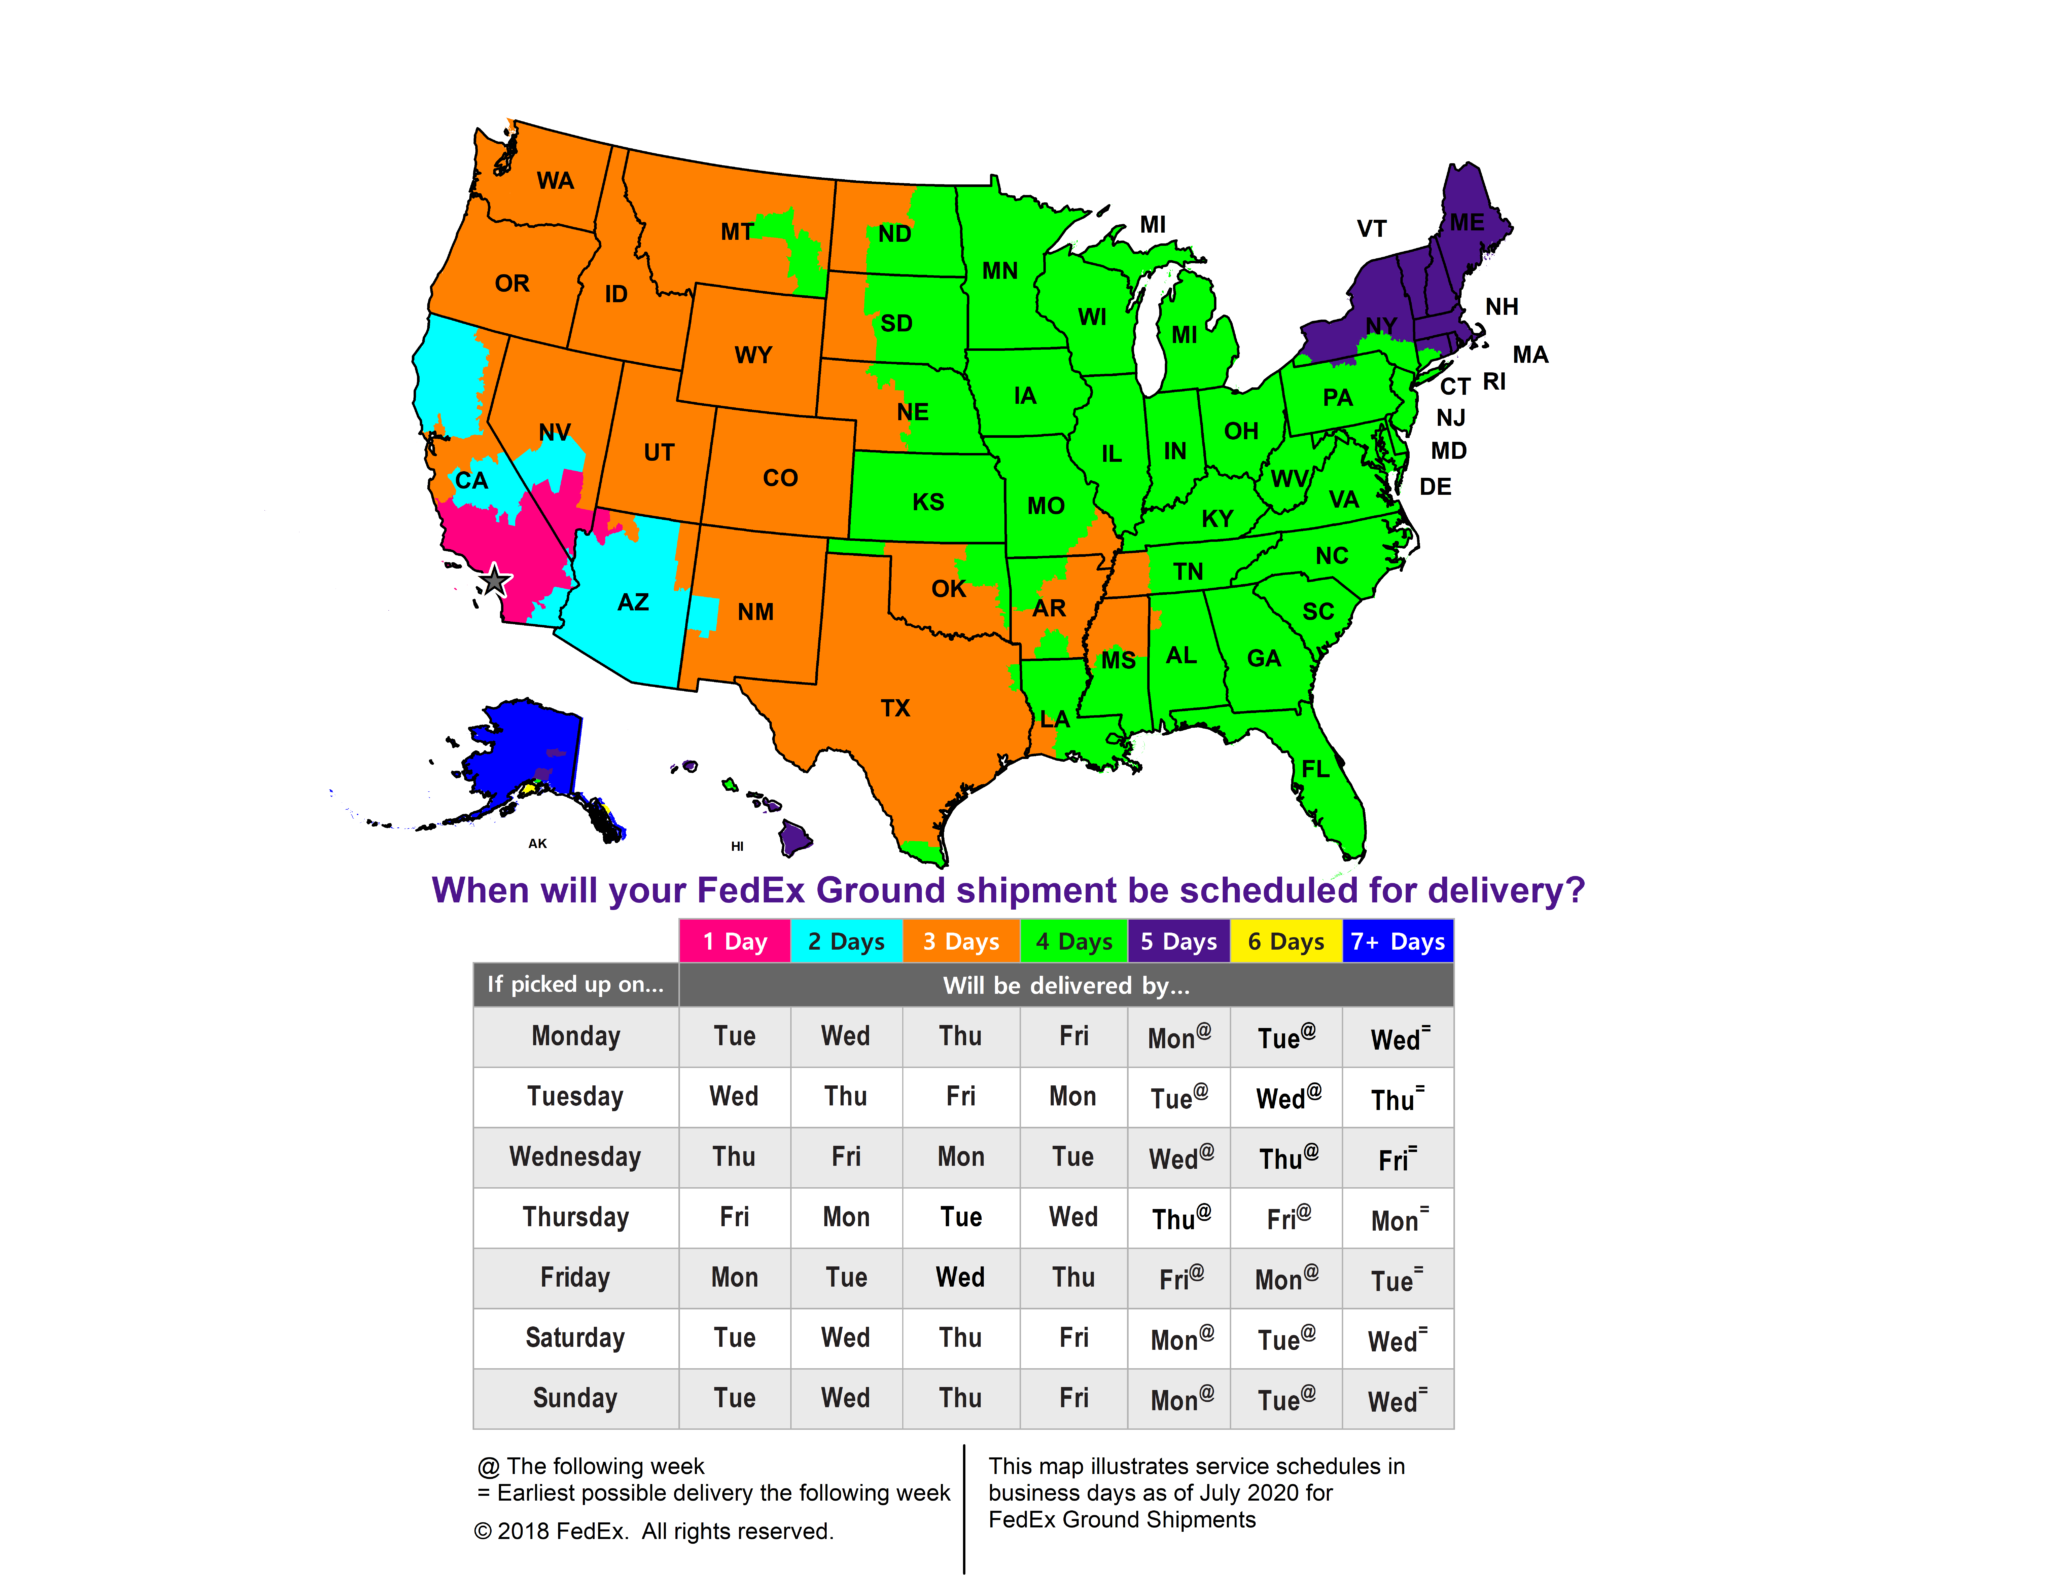 WA
MT
ND
MN
MI
VT
ME
OR
ID
SD
WI
MI
NY
NH
WY
MA
NV
NE
IA
PA
CT
RI
NJ
UT
CO
IL
IN
OH
MD
CA
KS
MO
WV
VA
DE
KY
AZ
NM
OK
AR
TN
NC
SC
MS
AL
GA
TX
LA
FL
AK
HI
When will your FedEx Ground shipment be scheduled for delivery?
1 Day 2 Days 3 Days 4 Days 5 Days 6 Days 7+ Days
If picked up on... Will be delivered by...
Monday Tue Wed Thu Fri Mon@ Tue@ Wed=
Tuesday Wed Thu Fri Mon Tue@ Wed@ Thu=
Wednesday Thu Fri Mon Tue Wed@ Thu@ Fri=
Thursday Fri Mon Tue Wed Thu@ Fri@ Mon=
Friday Mon Tue Wed Thu Fri@ Mon@ Tue=
Saturday Tue Wed Thu Fri Mon@ Tue@ Wed=
Sunday Tue Wed Thu Fri Mon@ Tue@ Wed=
@ The following week
= Earliest possible delivery the following week
© 2018 FedEx. All rights reserved.
This map illustrates service schedules in
business days as of July 2020 for
FedEx Ground Shipments